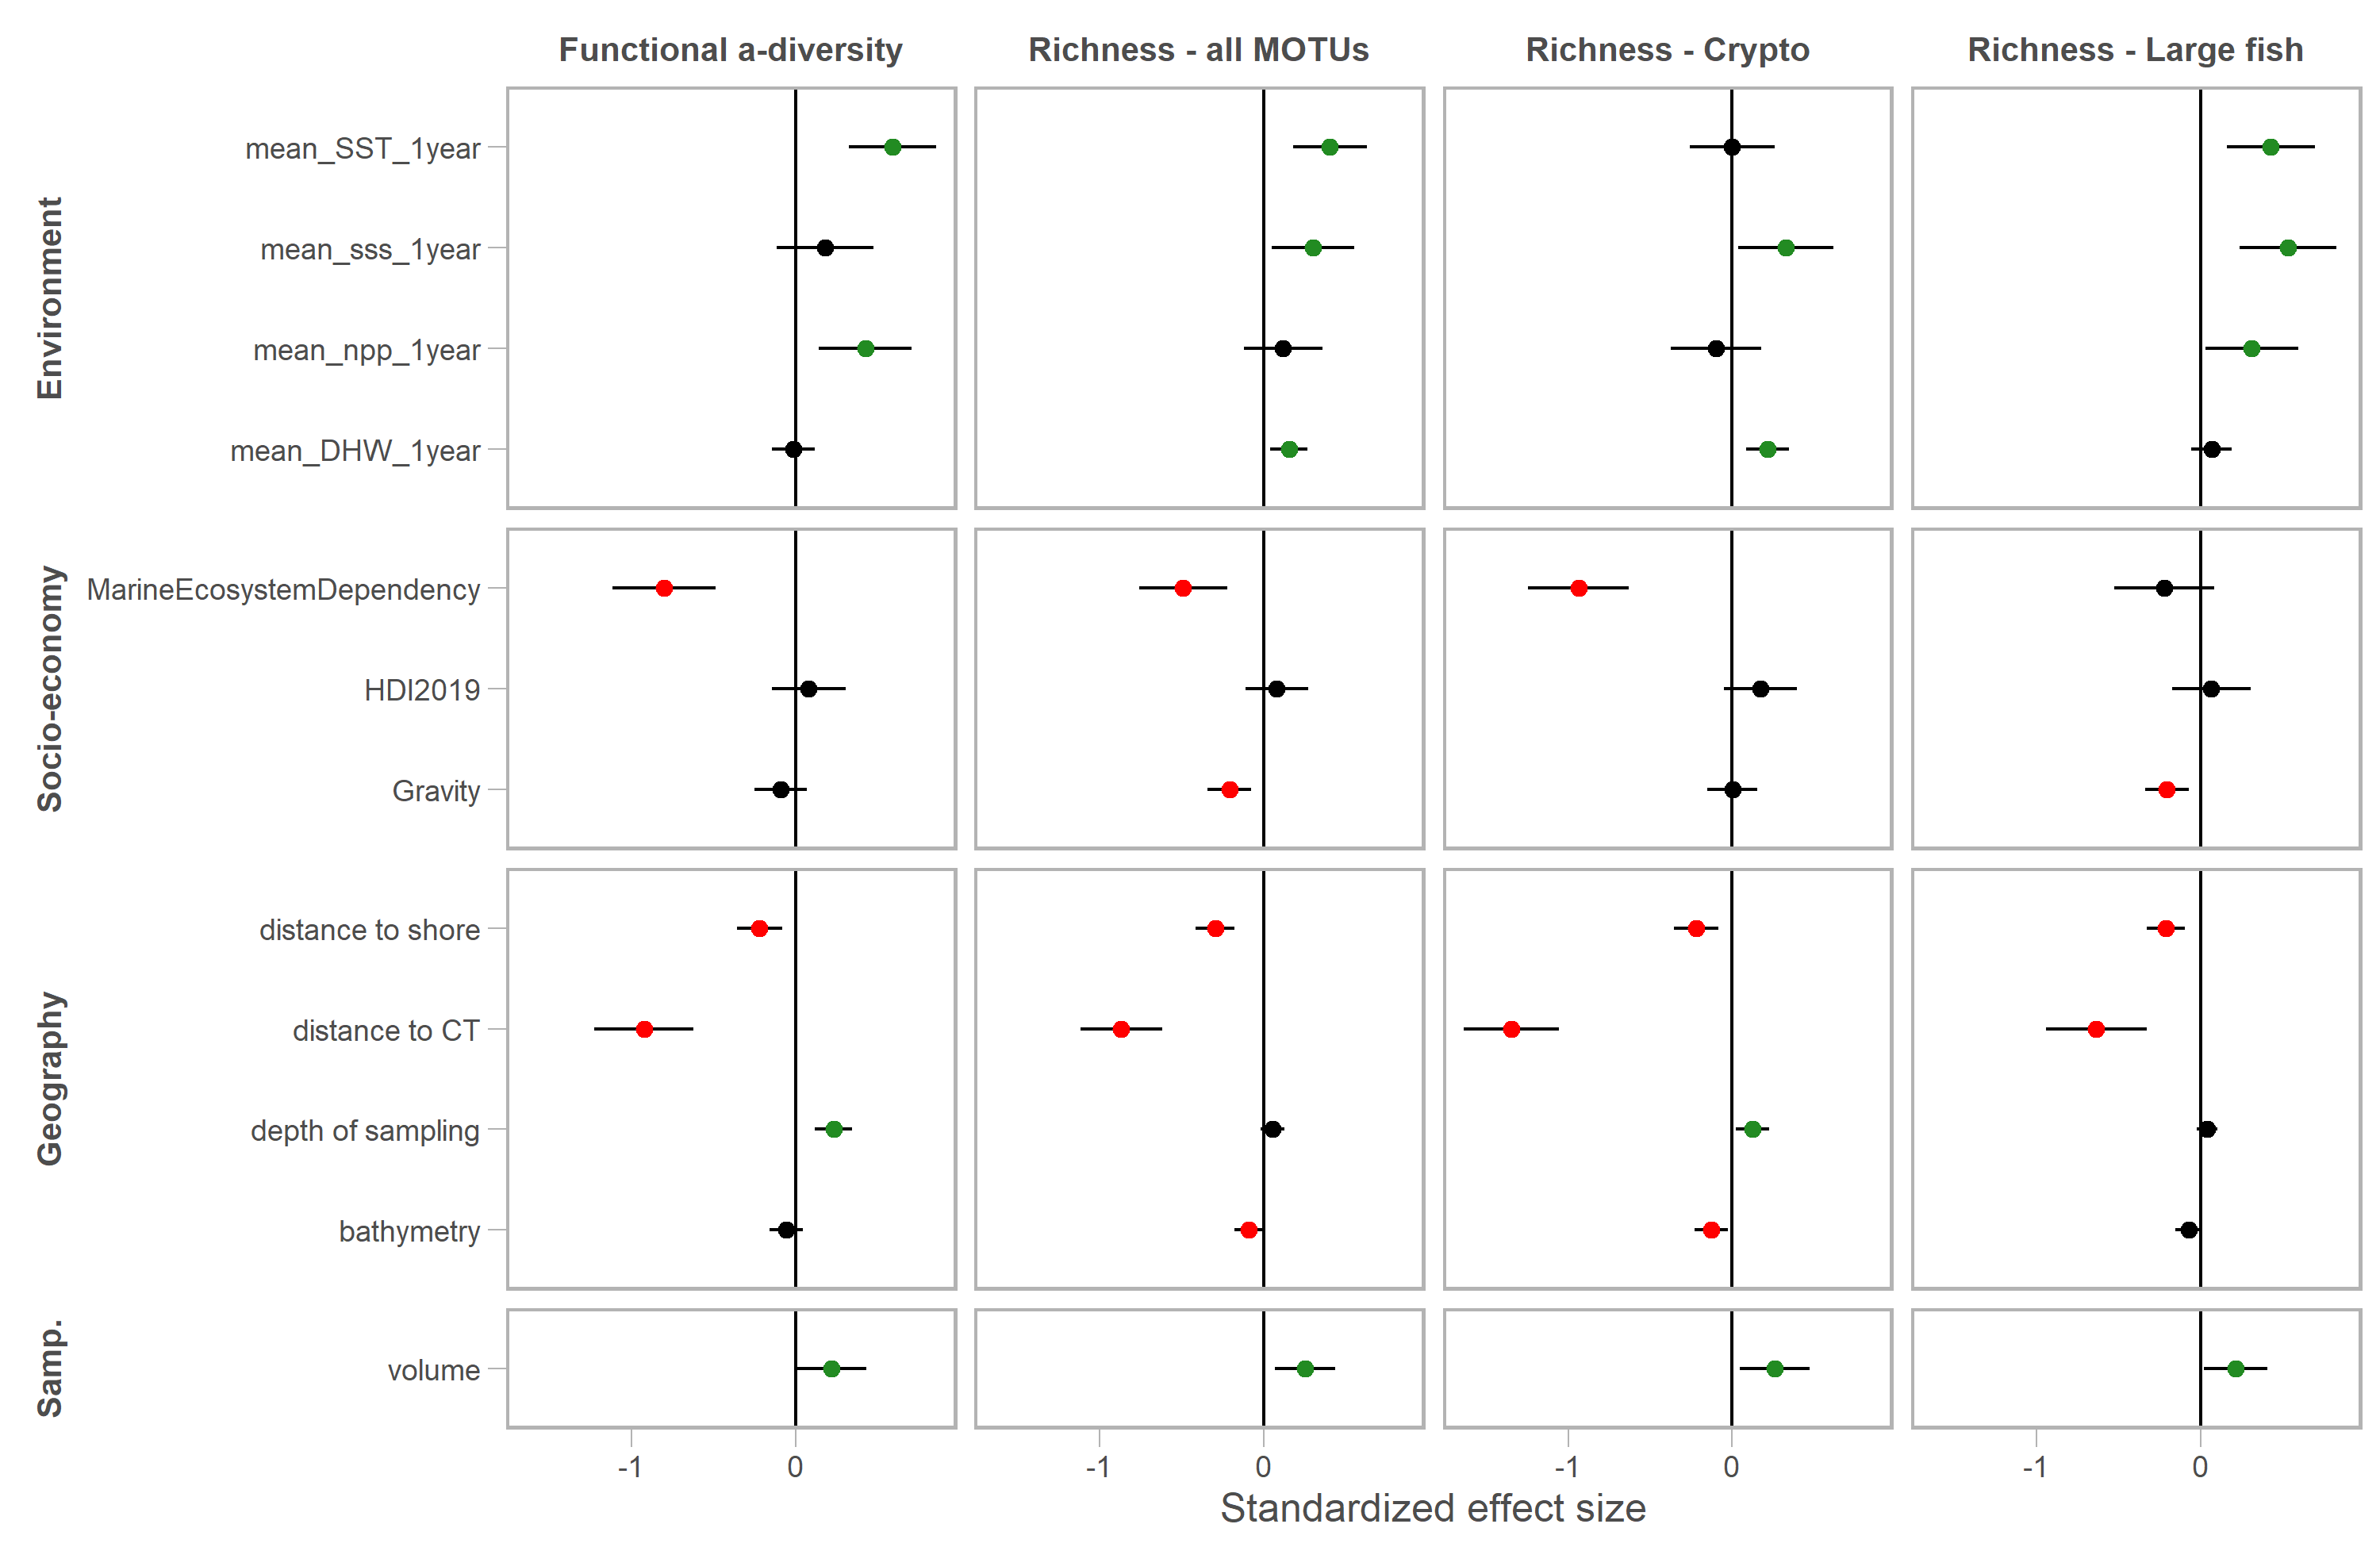 Functional a-diversity
Richness - all MOTUs
Richness - Crypto
Richness - Large fish
Environment
mean_SST_1year
mean_sss_1year
mean_npp_1year
mean_DHW_1year
Socio-economy
MarineEcosystemDependency
HDI2019
Gravity
Geography
distance to shore
distance to CT
depth of sampling
bathymetry
Samp.
volume
-1 0 -1 0 -1 0 -1 0
Standardized effect size